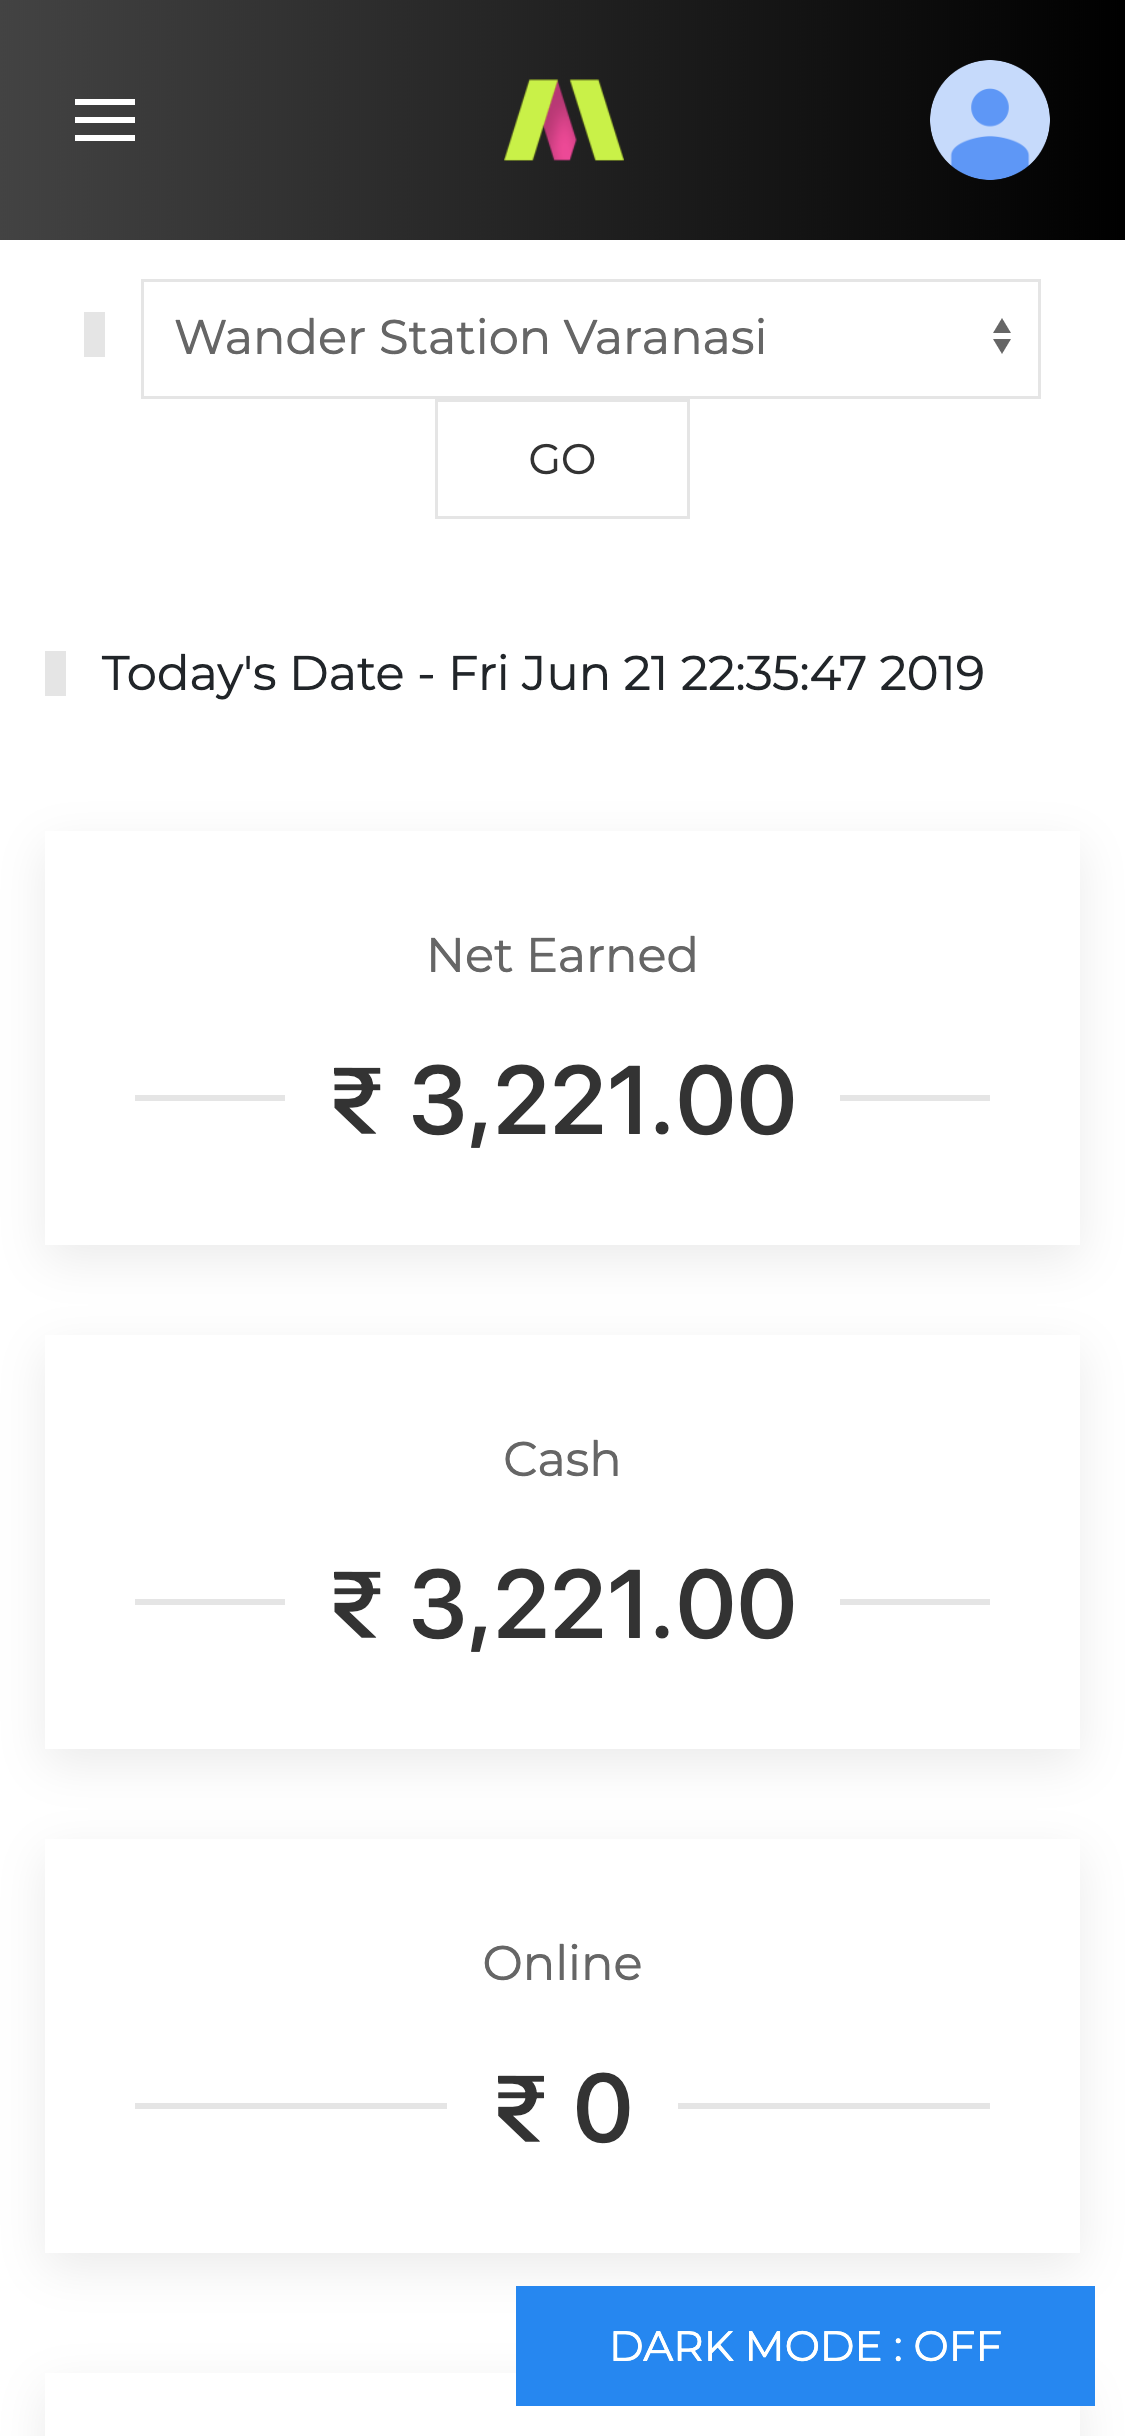 Wander Station Varanasi
GO
Today's Date - Fri Jun 21 22:35:47 2019
Net Earned
₹ 3,221.00
Cash
₹ 3,221.00
Online
₹ 0
DARK MODE : OFF